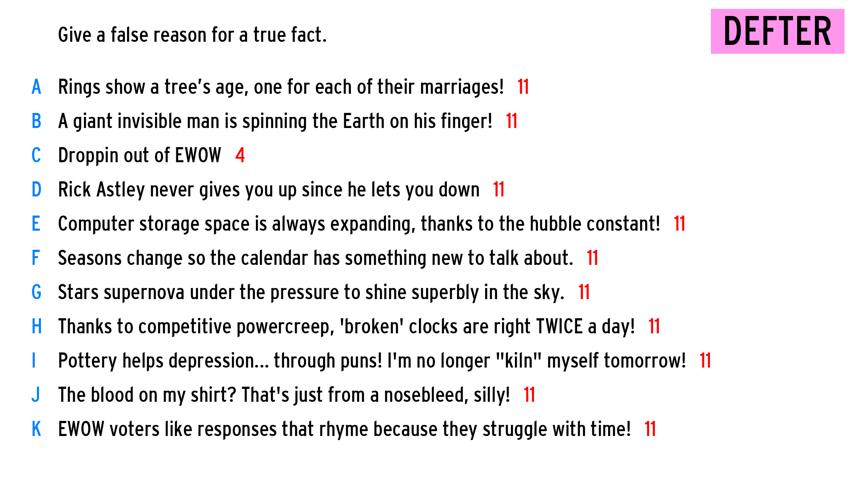 Give a false reason for a true fact.
DEFTER
A Rings show a tree's age, one for each of their marriages! 11
B A giant invisible man is spinning the Earth on his finger! 11
C Droppin out of EWOW 4
D Rick Astley never gives you up since he lets you down 11
E Computer storage space is always expanding, thanks to the hubble constant! 11
F Seasons change so the calendar has something new to talk about. 11
G Stars supernova under the pressure to shine superbly in the sky. 11
H Thanks to competitive powercreep, 'broken' clocks are right TWICE a day! 11
I Pottery helps depression... through puns! I'm no longer "kiln" myself tomorrow! 11
J The blood on my shirt? That's just from a nosebleed, silly! 11
K EWOW voters like responses that rhyme because they struggle with time! 11